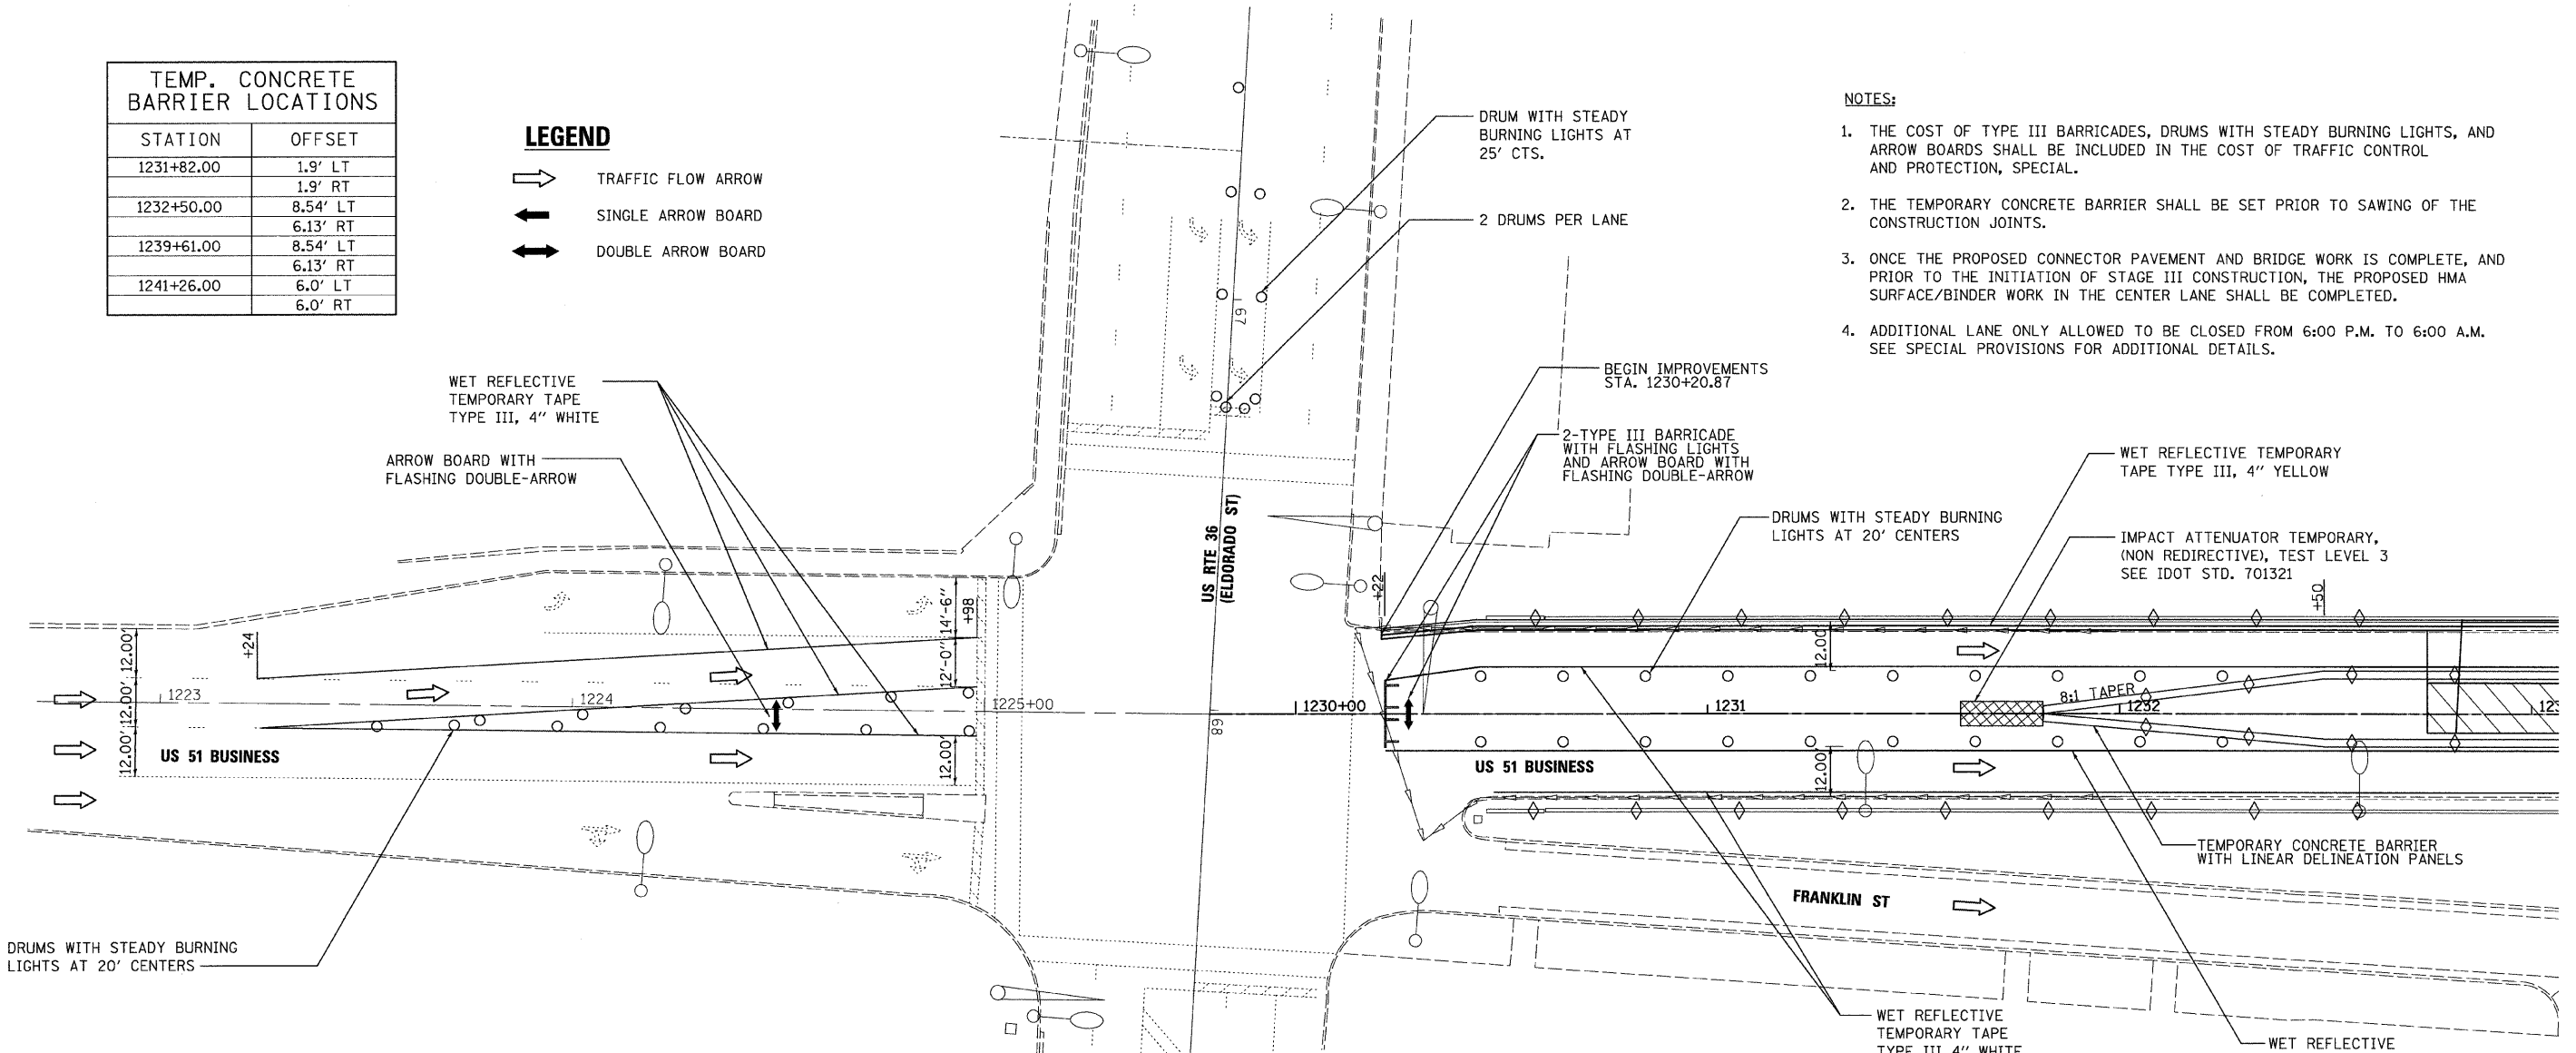 TEMP. CONCRETE
BARRIER LOCATIONS
STATION OFFSET
1231+82.00 1.9' LT
1.9' RT
1232+50.00 8.54' LT
6.13' RT
1239+61.00 8.54' LT
6.13' RT
1241+26.00 6.0' LT
6.0' RT
LEGEND
TRAFFIC FLOW ARROW
SINGLE ARROW BOARD
DOUBLE ARROW BOARD
DRUM WITH STEADY
BURNING LIGHTS AT
25' CTS.
2 DRUMS PER LANE
67
NOTES:
1. THE COST OF TYPE III BARRICADES, DRUMS WITH STEADY BURNING LIGHTS, AND
ARROW BOARDS SHALL BE INCLUDED IN THE COST OF TRAFFIC CONTROL
AND PROTECTION, SPECIAL.
2. THE TEMPORARY CONCRETE BARRIER SHALL BE SET PRIOR TO SAWING OF THE
CONSTRUCTION JOINTS.
3. ONCE THE PROPOSED CONNECTOR PAVEMENT AND BRIDGE WORK IS COMPLETE, AND
PRIOR TO THE INITIATION OF STAGE III CONSTRUCTION, THE PROPOSED HMA
SURFACE/BINDER WORK IN THE CENTER LANE SHALL BE COMPLETED.
4. ADDITIONAL LANE ONLY ALLOWED TO BE CLOSED FROM 6:00 P.M. TO 6:00 A.M.
SEE SPECIAL PROVISIONS FOR ADDITIONAL DETAILS.
WET REFLECTIVE
TEMPORARY TAPE
TYPE III, 4" WHITE
ARROW BOARD WITH
FLASHING DOUBLE-ARROW
BEGIN IMPROVEMENTS
STA. 1230+20.87
2-TYPE III BARRICADE
WITH FLASHING LIGHTS
AND ARROW BOARD WITH
FLASHING DOUBLE-ARROW
WET REFLECTIVE TEMPORARY
TAPE TYPE III, 4" YELLOW
DRUMS WITH STEADY BURNING
LIGHTS AT 20' CENTERS
IMPACT ATTENUATOR TEMPORARY,
(NON REDIRECTIVE), TEST LEVEL 3
SEE IDOT STD. 701321
US RTE 36
(ELDORADO ST)
+24
14'-6"
+98
+22
+50
12.00'
12.00'
12.00'
12'-0"
12.00'
12.00
12.00'
1223
1224
1225+00
68
1230+00
1231
8:1 TAPER
1232
US 51 BUSINESS
US 51 BUSINESS
TEMPORARY CONCRETE BARRIER
WITH LINEAR DELINEATION PANELS
FRANKLIN ST
DRUMS WITH STEADY BURNING
LIGHTS AT 20' CENTERS
WET REFLECTIVE
TEMPORARY TAPE
TYPE III, 4" WHITE
WET REFLECTIVE